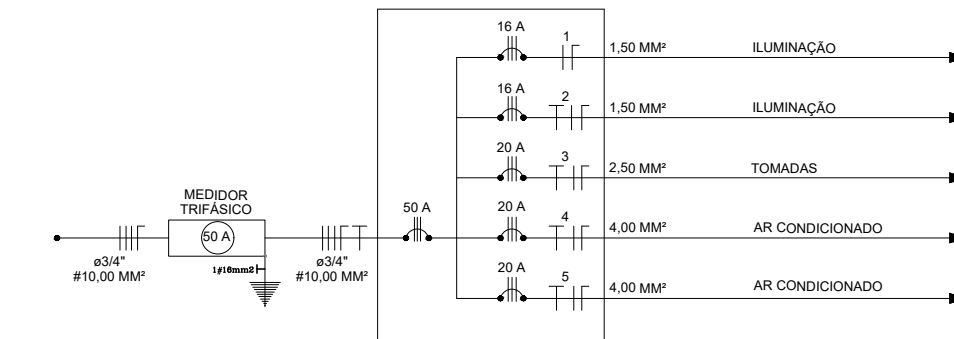 16 A
1
1,50 MM²
ILUMINAÇÃO
16 A
2
1,50 MM²
ILUMINAÇÃO
20 A
3
2,50 MM²
TOMADAS
MEDIDOR
TRIFÁSICO
50 A
ø3/4"
#10,00 MM²
1#16mm2
ø3/4"
#10,00 MM²
50 A
20 A
4
4,00 MM²
AR CONDICIONADO
20 A
5
4,00 MM²
AR CONDICIONADO